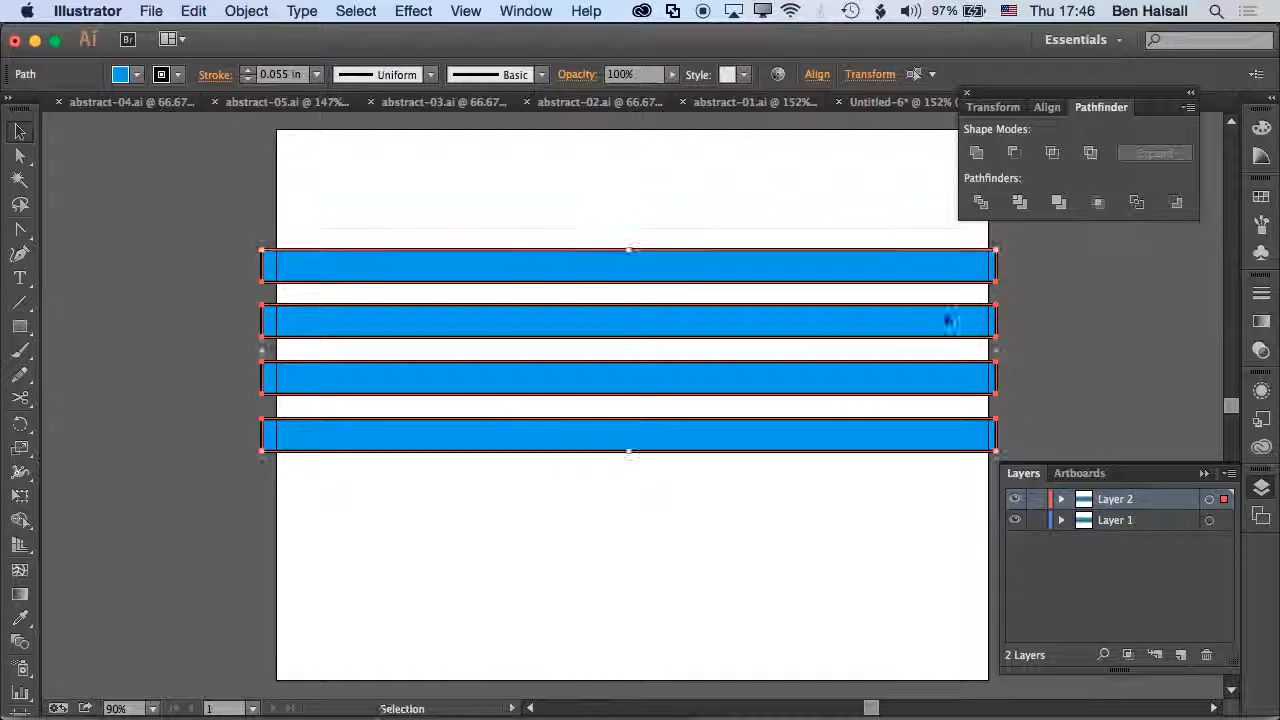 Illustrator File Edit Object Type Select Effect View Window Help 97% Thu 17:46 Ben Halsall
Ai Br Essentials
Path Stroke: 0.055 in Uniform Basic Opacity: 100% Style: Align Transform
abstract-04.ai @ 66.67... abstract-05.ai @ 147%... abstract-03.ai @ 66.67... abstract-02.ai @ 66.67... abstract-01.ai @ 152%... Untitled-6* @ 152% (
Transform Align Pathfinder
Shape Modes:
Expand
Pathfinders:
Layers Artboards
Layer 2
Layer 1
2 Layers
90% 1 Selection